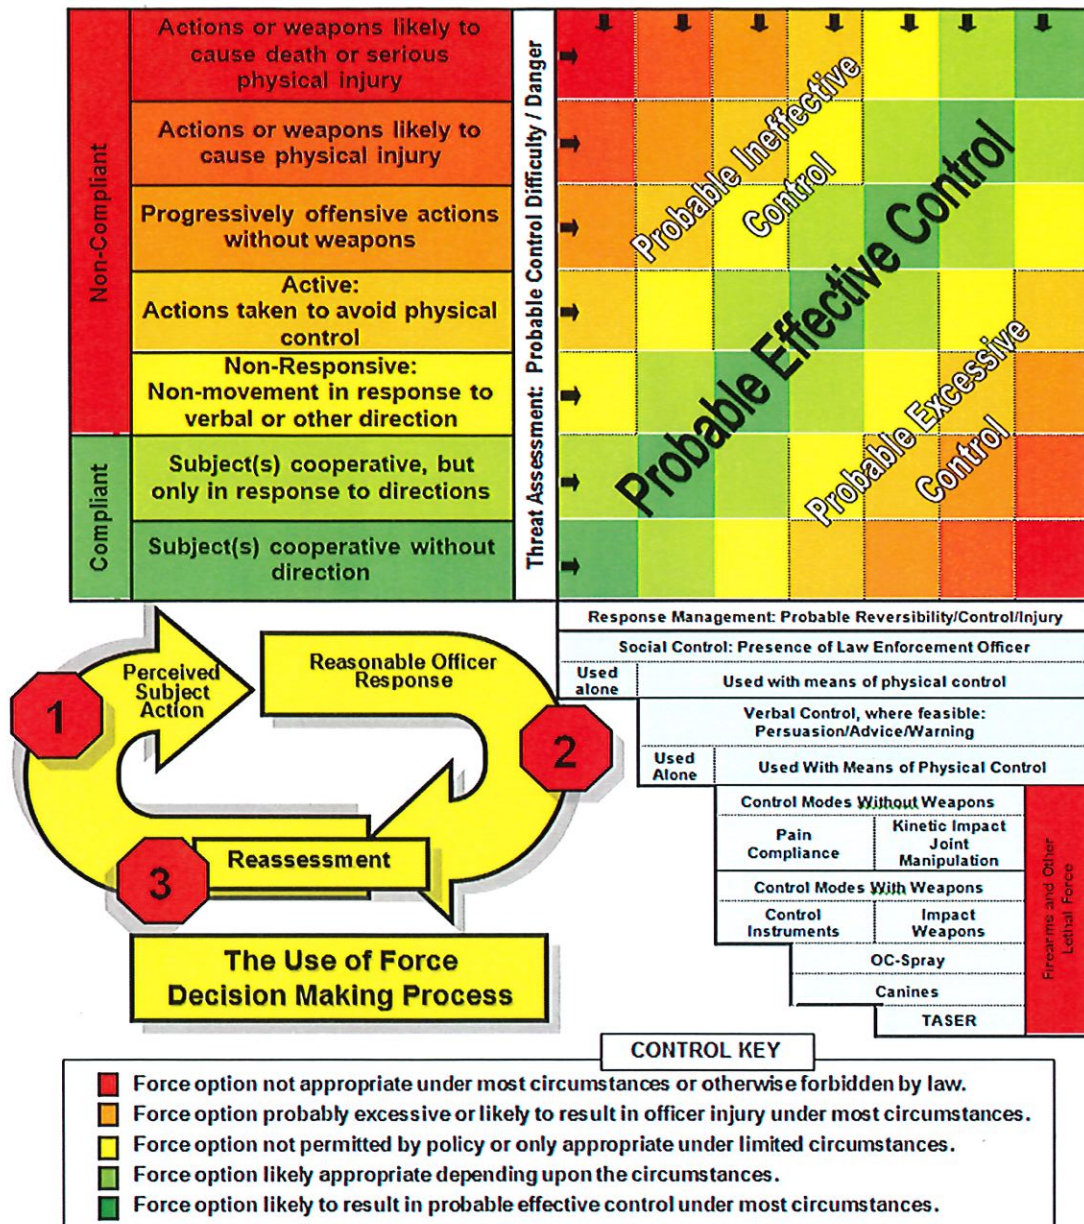 Non-Compliant
Actions or weapons likely to
cause death or serious
physical injury
Actions or weapons likely to
cause physical injury
Progressively offensive actions
without weapons
Active:
Actions taken to avoid physical
control
Non-Responsive:
Non-movement in response to
verbal or other direction
Compliant
Subject(s) cooperative, but
only in response to directions
Subject(s) cooperative without
direction
Threat Assessment: Probable Control Difficulty / Danger
Probable Ineffective
Control
Probable Effective Control
Probable Excessive
Control
Response Management: Probable Reversibility/Control/Injury
Social Control: Presence of Law Enforcement Officer
Used
alone
Used with means of physical control
Verbal Control, where feasible:
Persuasion/Advice/Warning
Used
Alone
Used With Means of Physical Control
Control Modes Without Weapons
Pain
Compliance
Kinetic Impact
Joint
Manipulation
Control Modes With Weapons
Control
Instruments
Impact
Weapons
OC-Spray
Canines
TASER
Firearms and Other
Lethal Force
1
Perceived
Subject
Action
Reasonable Officer
Response
2
3
Reassessment
The Use of Force
Decision Making Process
CONTROL KEY
Force option not appropriate under most circumstances or otherwise forbidden by law.
Force option probably excessive or likely to result in officer injury under most circumstances.
Force option not permitted by policy or only appropriate under limited circumstances.
Force option likely appropriate depending upon the circumstances.
Force option likely to result in probable effective control under most circumstances.